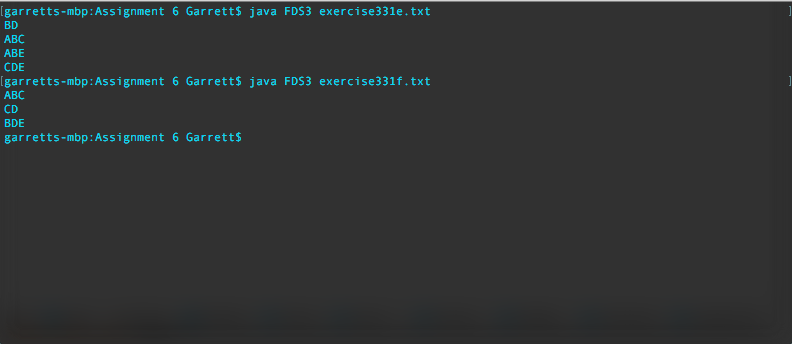 [garretts-mbp:Assignment 6 Garrett$ java FDS3 exercise331e.txt ]
BD
ABC
ABE
CDE
[garretts-mbp:Assignment 6 Garrett$ java FDS3 exercise331f.txt ]
ABC
CD
BDE
garretts-mbp:Assignment 6 Garrett$